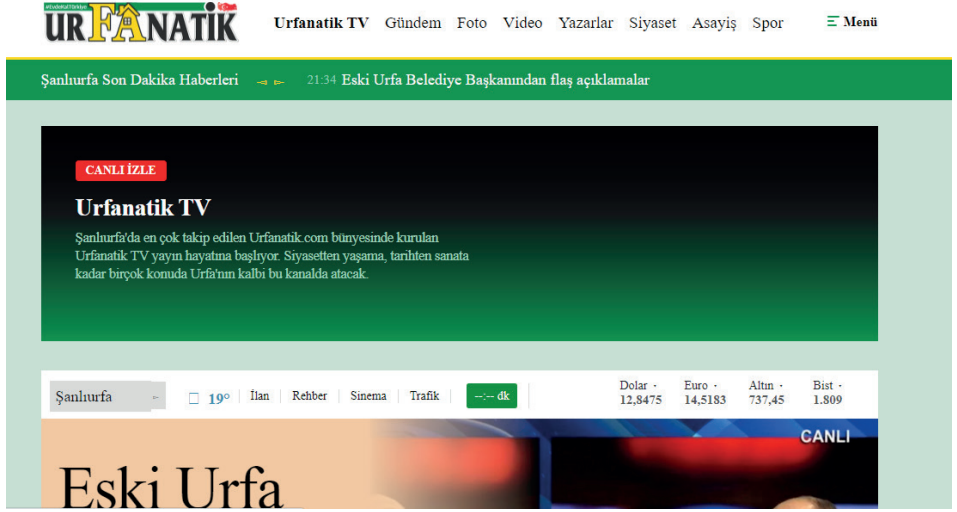 URFANATİK
Urfanatik TV Gündem Foto Video Yazarlar Siyaset Asayiş Spor Menü
Şanlıurfa Son Dakika Haberleri 21:34 Eski Urfa Belediye Başkanından flaş açıklamalar
CANLI İZLE
Urfanatik TV
Şanlıurfa'da en çok takip edilen Urfanatik.com bünyesinde kurulan
Urfanatik TV yayın hayatına başlıyor. Siyasetten yaşama, tarihten sanata
kadar birçok konuda Urfa'nın kalbi bu kanalda atacak.
Şanlıurfa 19° İlan Rehber Sinema Trafik --:-- dk
Dolar - Euro - Altın - Bist -
12,8475 14,5183 737,45 1.809
CANLI
Eski Urfa